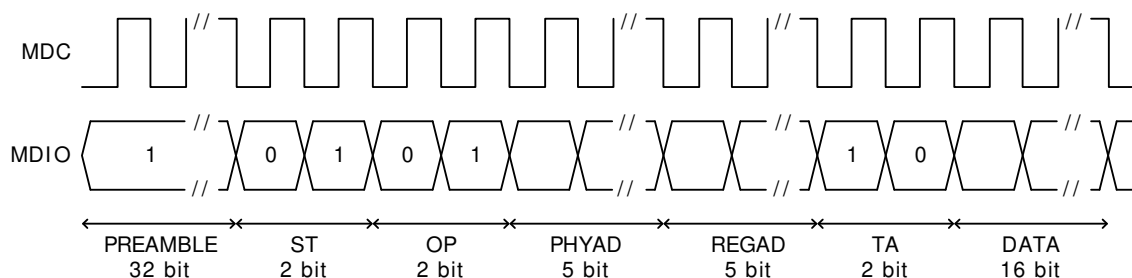 MDC // // // //
// // // //
MDIO 1 0 1 0 1 1 0
// // // //
PREAMBLE ST OP PHYAD REGAD TA DATA
32 bit 2 bit 2 bit 5 bit 5 bit 2 bit 16 bit